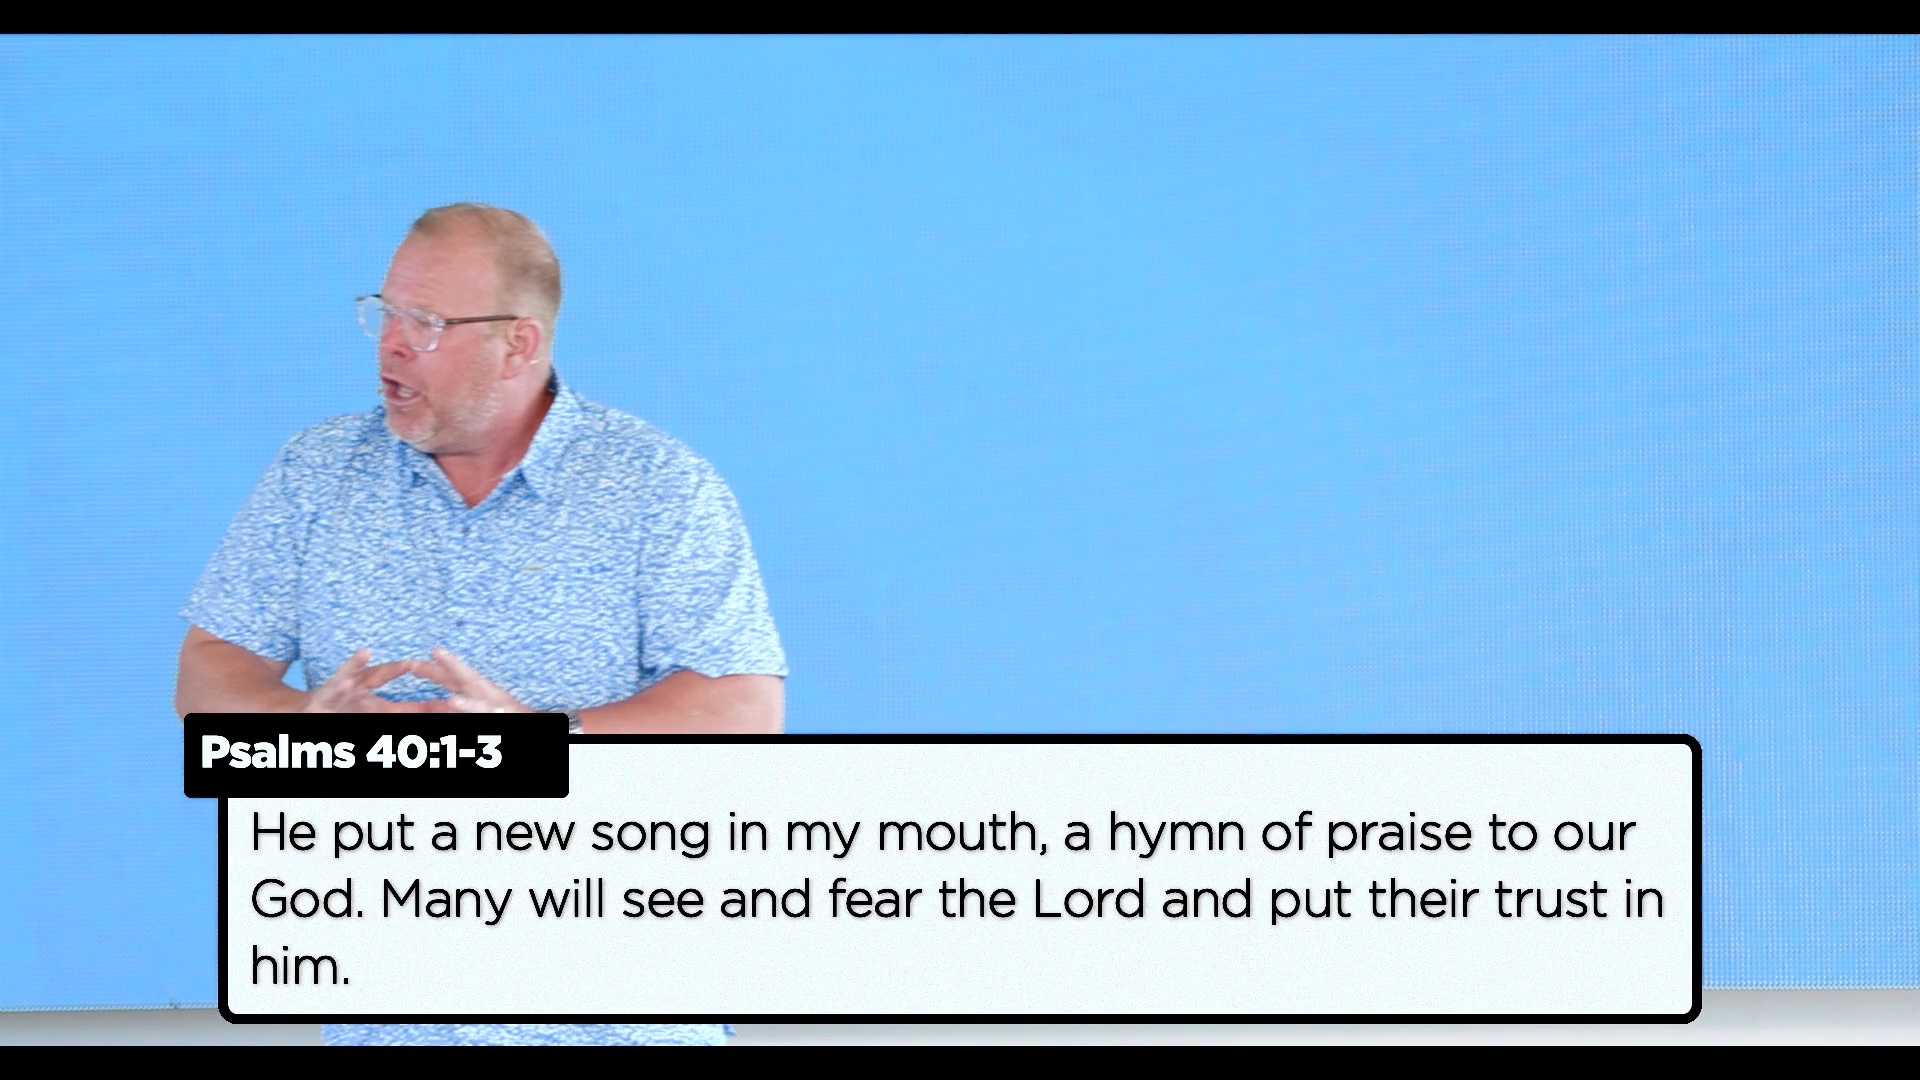 Psalms 40:1-3
He put a new song in my mouth, a hymn of praise to our
God. Many will see and fear the Lord and put their trust in
him.